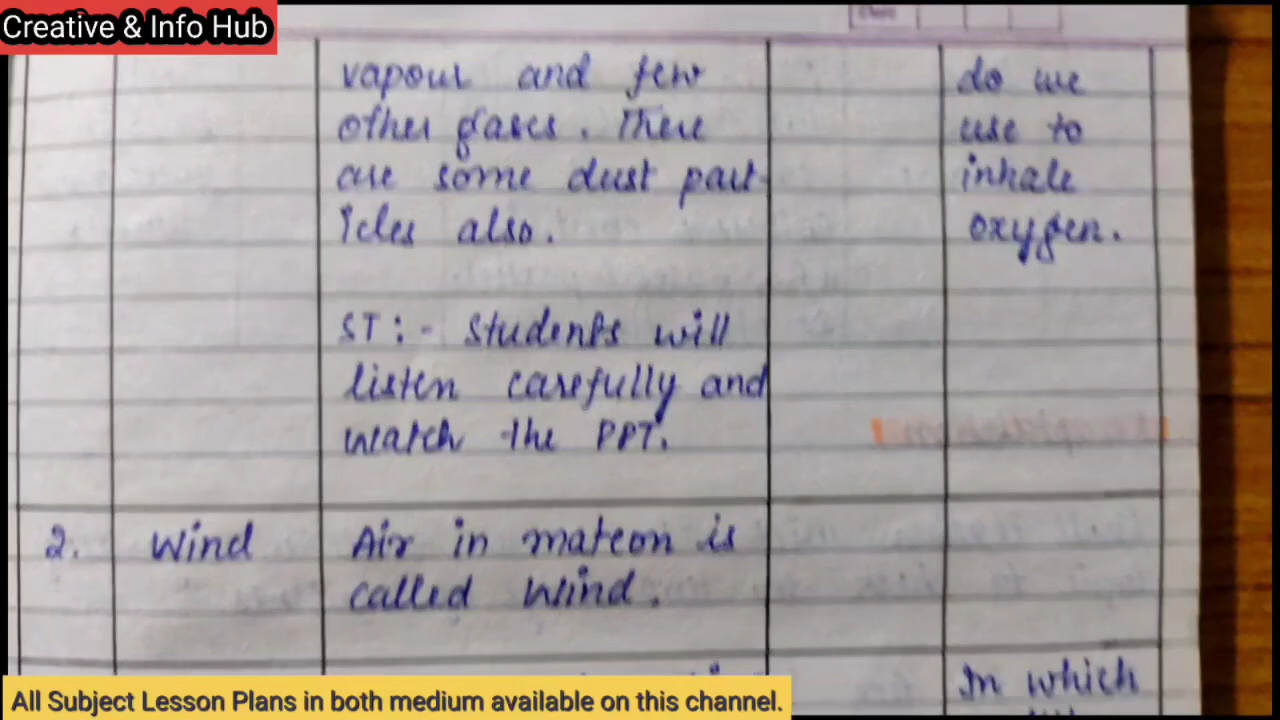 Creative & Info Hub
vapour and few
other gases. There
are some dust part-
icles also.
do we
use to
inhale
oxygen.
ST:- Students will
listen carefully and
watch the PPT.
2.
Wind
Air in mateon is
called Wind.
In which
All Subject Lesson Plans in both medium available on this channel.